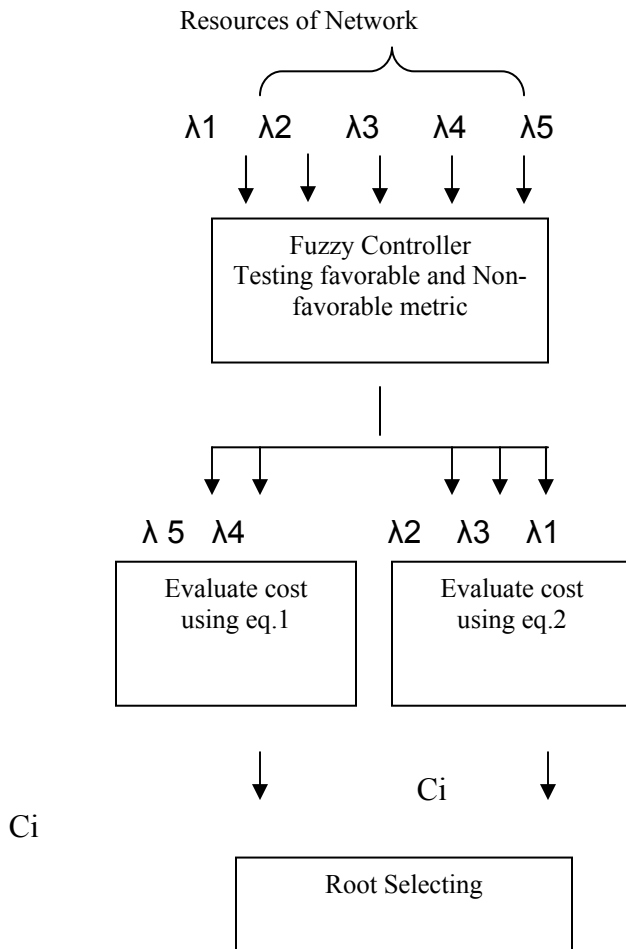 Resources of Network
λ1 λ2 λ3 λ4 λ5
Fuzzy Controller
Testing favorable and Non-
favorable metric
λ 5 λ4 λ2 λ3 λ1
Evaluate cost
using eq.1
Evaluate cost
using eq.2
Ci
Ci
Root Selecting